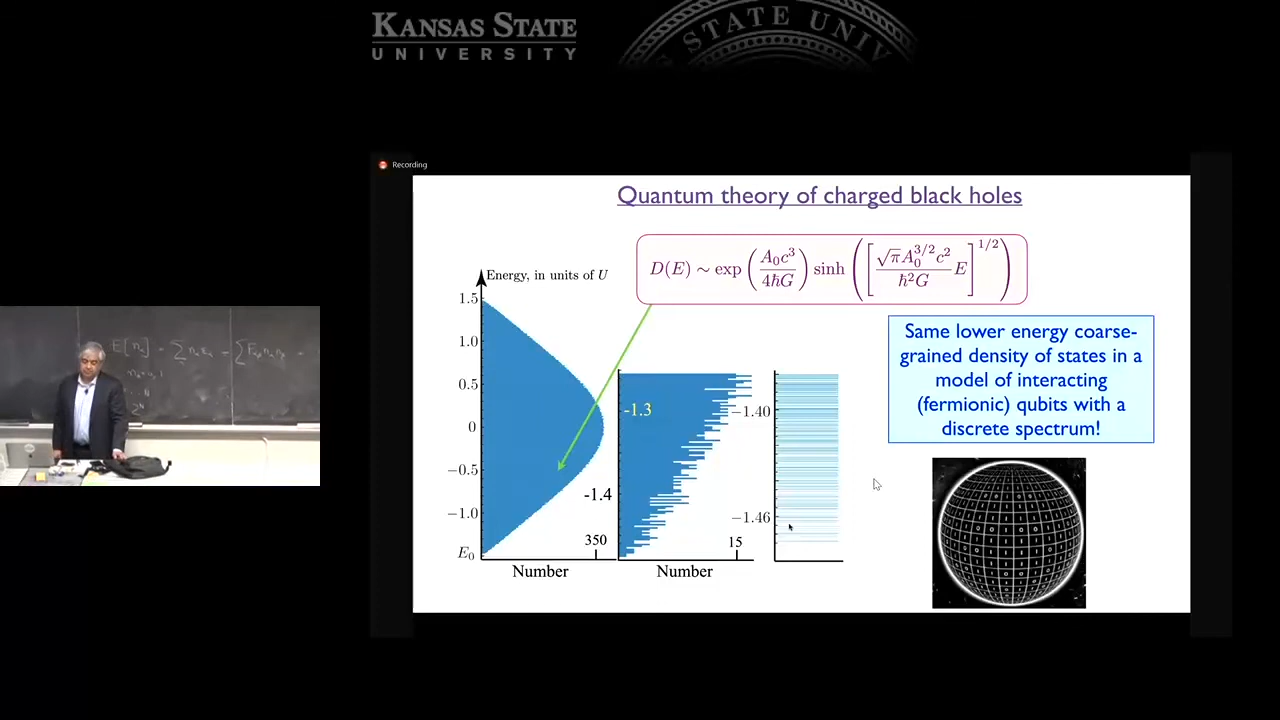 KANSAS STATE
UNIVERSITY
STATE UNIV
Recording
Quantum theory of charged black holes
D(E) ∼ exp (A₀c³ / 4ħG) sinh ([√π A₀^{3/2} c² / ħ²G E]^{1/2})
Energy, in units of U
1.5
1.0
0.5
0
−0.5
−1.0
E₀
350
Number
-1.3
-1.4
15
Number
−1.40
−1.46
Same lower energy coarse-
grained density of states in a
model of interacting
(fermionic) qubits with a
discrete spectrum!